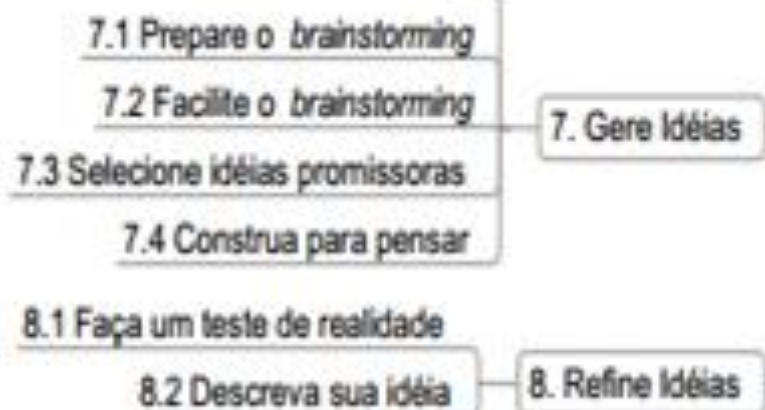 7.1 Prepare o brainstorming
7.2 Facilite o brainstorming
7. Gere Idéias
7.3 Selecione idéias promissoras
7.4 Construa para pensar
8.1 Faça um teste de realidade
8.2 Descreva sua idéia
8. Refine Idéias